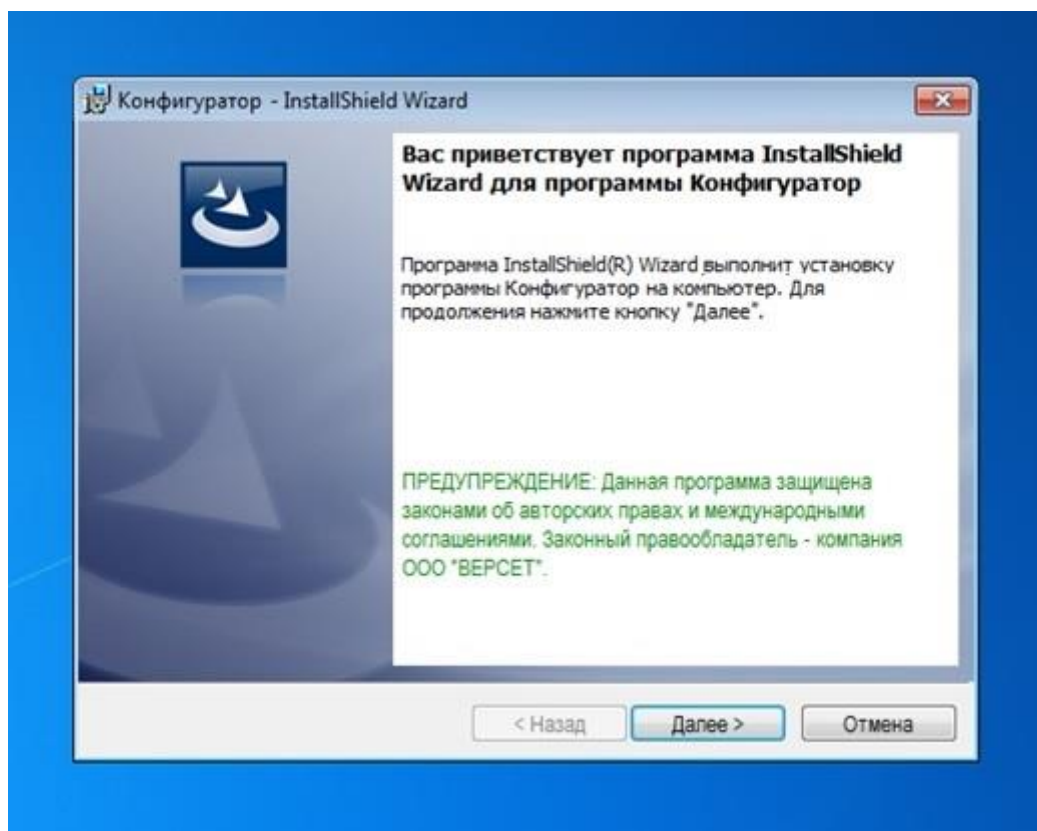 Конфигуратор - InstallShield Wizard
Вас приветствует программа InstallShield
Wizard для программы Конфигуратор
Программа InstallShield(R) Wizard выполнит установку
программы Конфигуратор на компьютер. Для
продолжения нажмите кнопку "Далее".
ПРЕДУПРЕЖДЕНИЕ: Данная программа защищена
законами об авторских правах и международными
соглашениями. Законный правообладатель - компания
ООО "ВЕРСЕТ".
< Назад
Далее >
Отмена